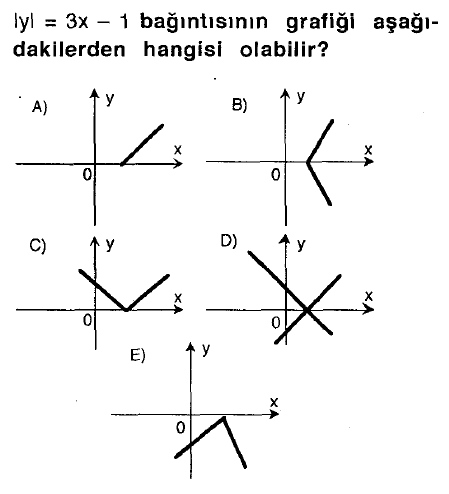 |y| = 3x – 1 bağıntısının grafiği aşağı-
dakilerden hangisi olabilir?
A) y x 0
B) y x 0
C) y x 0
D) y x 0
E) y x 0